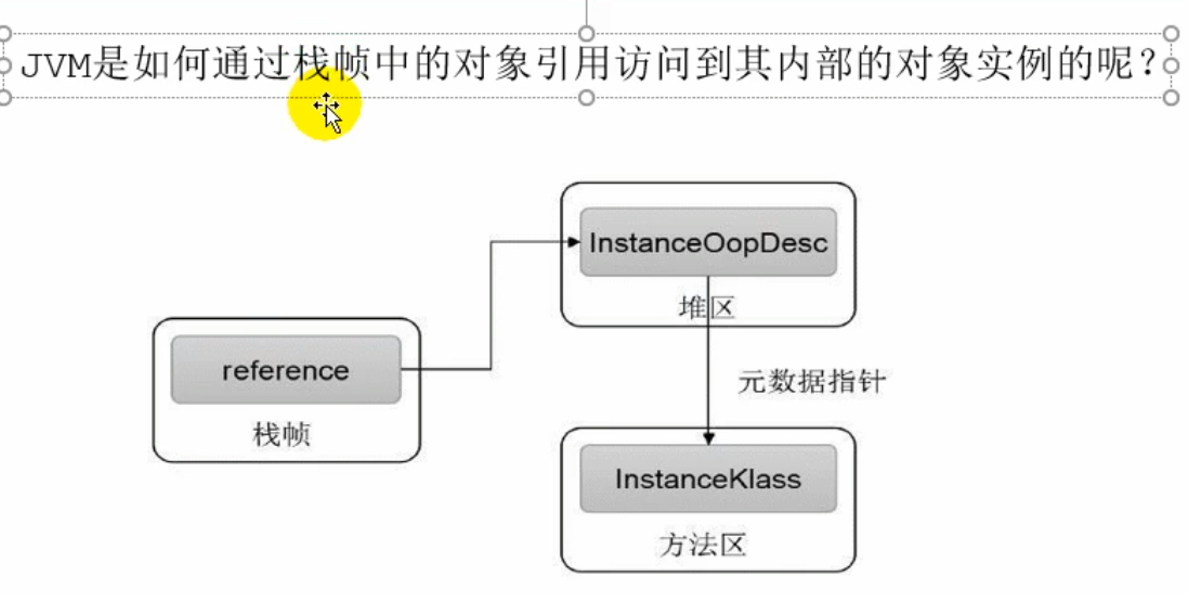 JVM是如何通过栈帧中的对象引用访问到其内部的对象实例的呢？
InstanceOopDesc
堆区
reference
栈帧
元数据指针
InstanceKlass
方法区